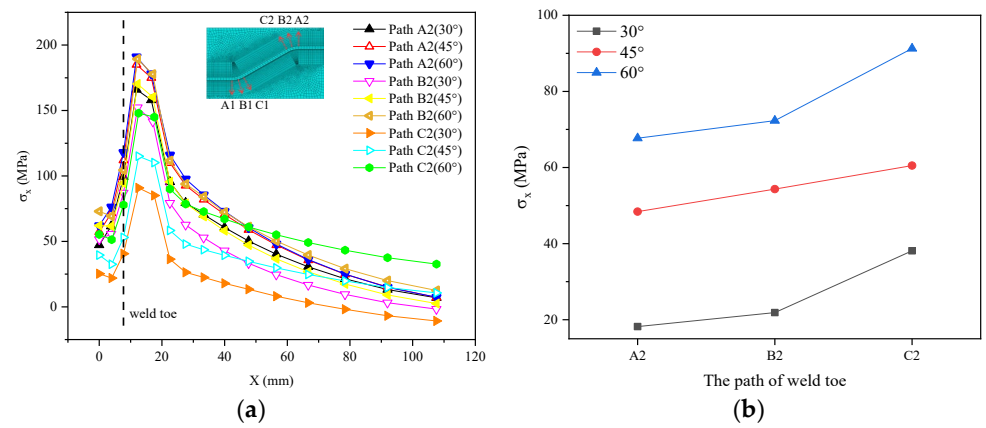 C2 B2 A2
A1 B1 C1
Path A2(30°)
Path A2(45°)
Path A2(60°)
Path B2(30°)
Path B2(45°)
Path B2(60°)
Path C2(30°)
Path C2(45°)
Path C2(60°)
200
150
100
50
0
σx (MPa)
weld toe
0 20 40 60 80 100 120
X (mm)
(a)
30°
45°
60°
100
80
60
40
20
σx (MPa)
A2 B2 C2
The path of weld toe
(b)